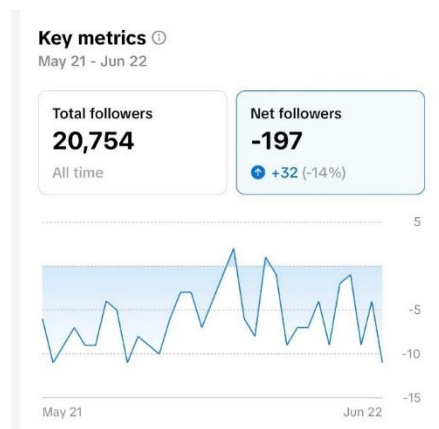 Key metrics
May 21 - Jun 22
Total followers
20,754
All time
Net followers
-197
+32 (-14%)
5
-5
-10
-15
May 21
Jun 22